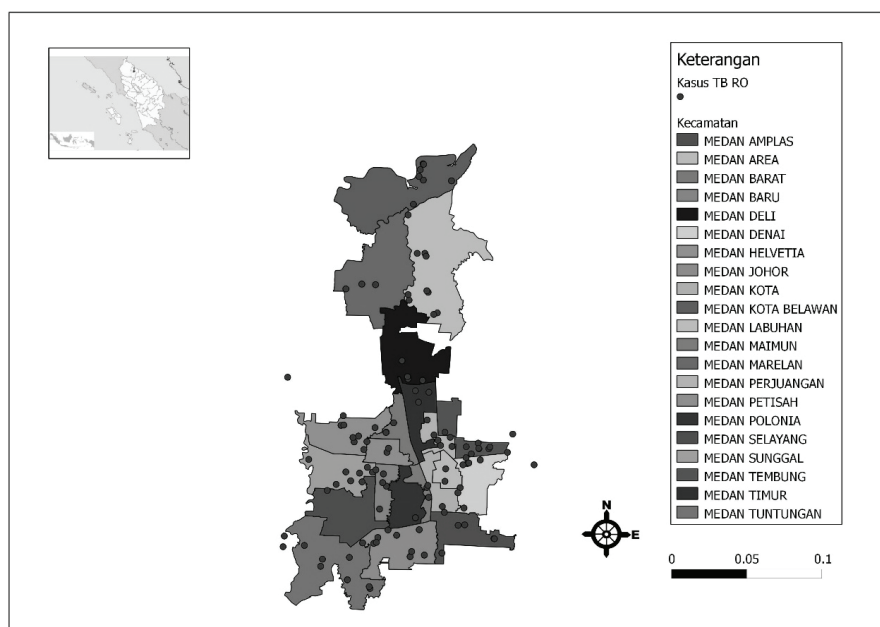 Keterangan
Kasus TB RO
Kecamatan
MEDAN AMPLAS
MEDAN AREA
MEDAN BARAT
MEDAN BARU
MEDAN DELI
MEDAN DENAI
MEDAN HELVETIA
MEDAN JOHOR
MEDAN KOTA
MEDAN KOTA BELAWAN
MEDAN LABUHAN
MEDAN MAIMUN
MEDAN MARELAN
MEDAN PERJUANGAN
MEDAN PETISAH
MEDAN POLONIA
MEDAN SELAYANG
MEDAN SUNGGAL
MEDAN TEMBUNG
MEDAN TIMUR
MEDAN TUNTUNGAN
N
E
0 0.05 0.1